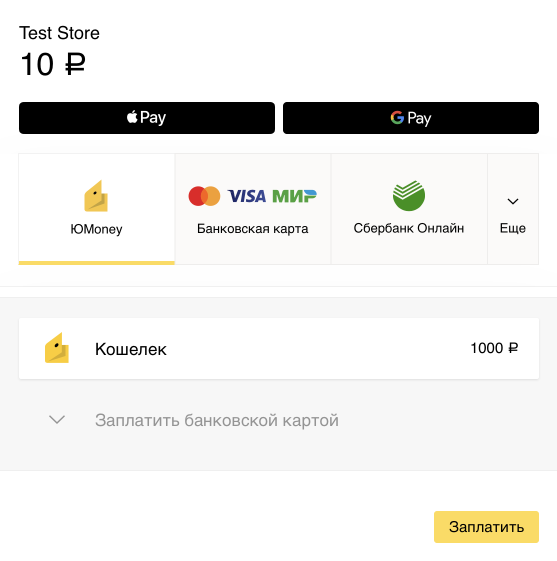 Test Store
10 ₽
Pay
G Pay
VISA МИР
ЮMoney
Банковская карта
Сбербанк Онлайн
Еще
Кошелек
1000 ₽
Заплатить банковской картой
Заплатить